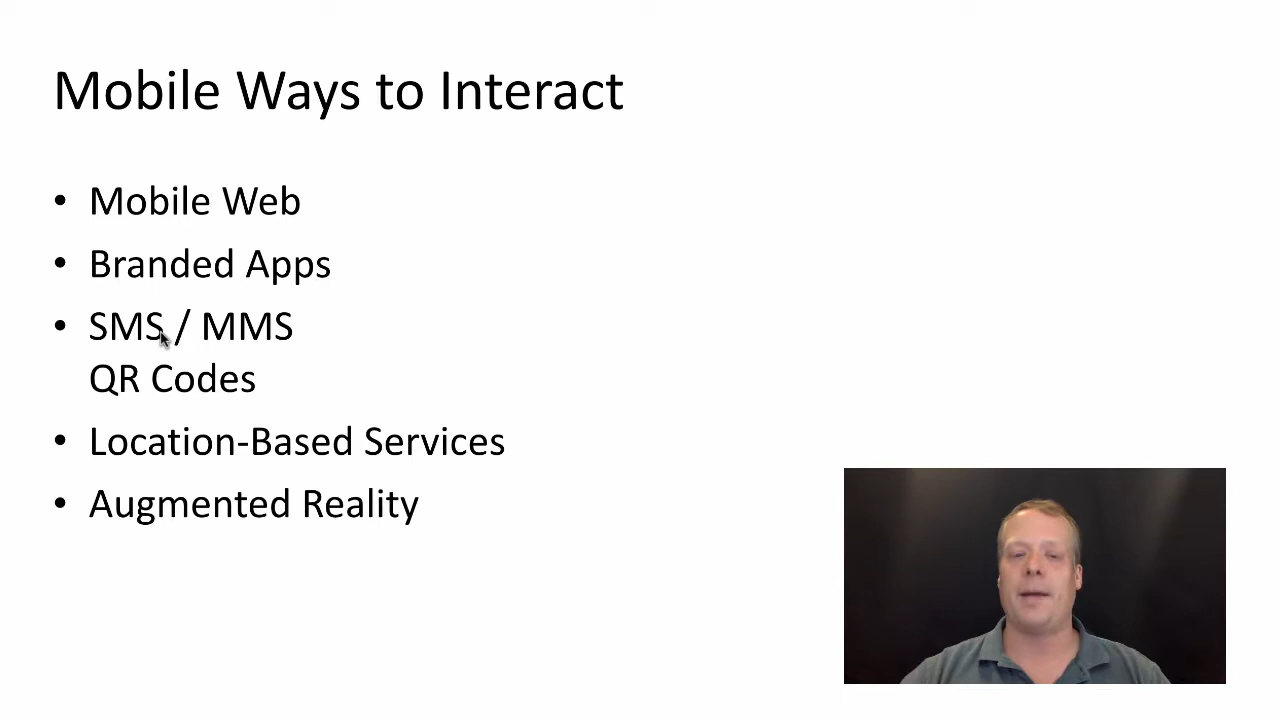 Mobile Ways to Interact
• Mobile Web
• Branded Apps
• SMS / MMS
QR Codes
• Location-Based Services
• Augmented Reality